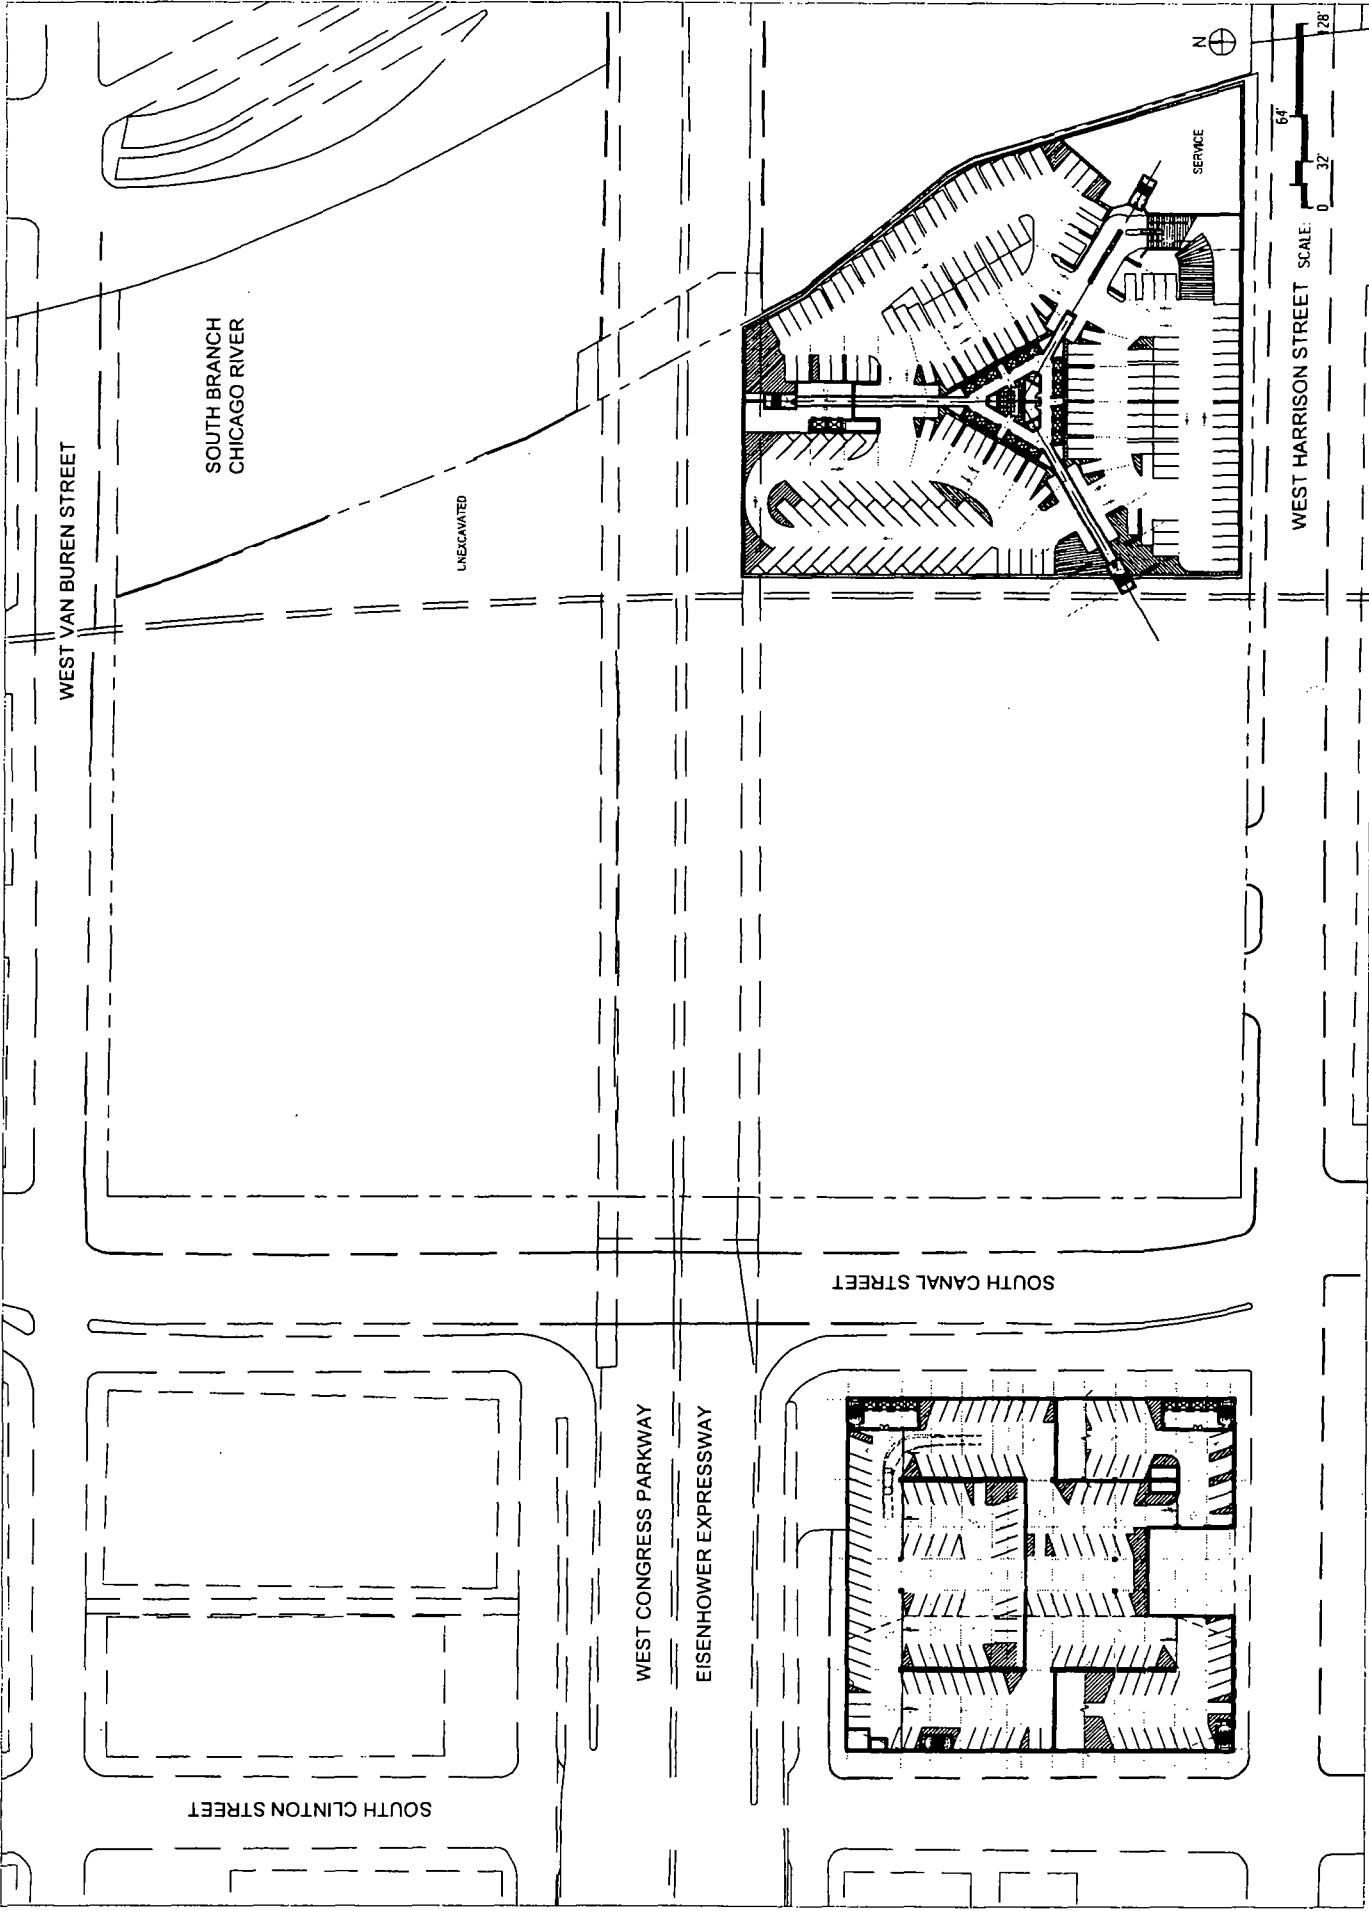 WEST VAN BUREN STREET
SOUTH BRANCH
CHICAGO RIVER
UNEXCAVATED
WEST CONGRESS PARKWAY
EISENHOWER EXPRESSWAY
SOUTH CANAL STREET
SOUTH CLINTON STREET
SERVICE
WEST HARRISON STREET
SCALE:
0 32' 64' 128'
N